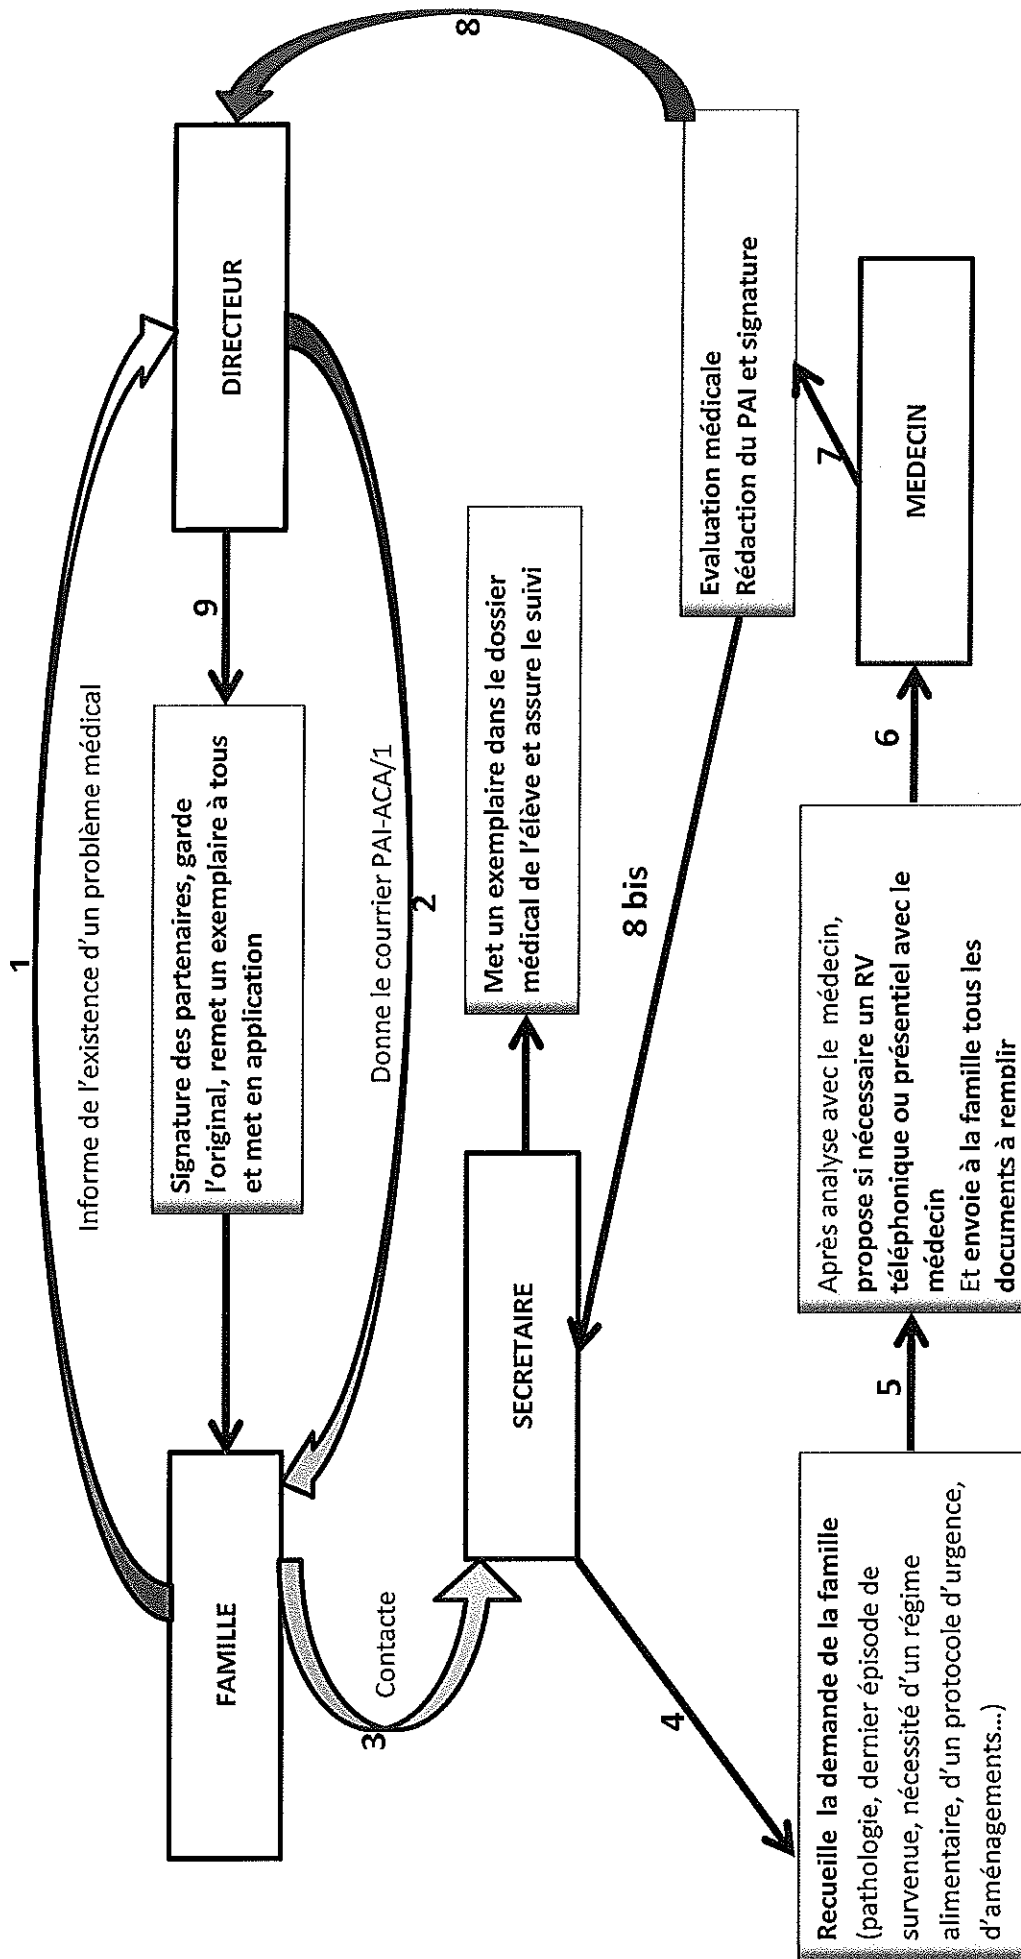 1
Informe de l'existence d'un problème médical
FAMILLE
DIRECTEUR
9
Signature des partenaires, garde
l'original, remet un exemplaire à tous
et met en application
Donne le courrier PAI-ACA/1
2
3
Contacte
SECRETAIRE
Met un exemplaire dans le dossier
médical de l'élève et assure le suivi
8
8 bis
Evaluation médicale
Rédaction du PAI et signature
4
Recueille la demande de la famille
(pathologie, dernier épisode de
survenue, nécessité d'un régime
alimentaire, d'un protocole d'urgence,
d'aménagements...)
5
Après analyse avec le médecin,
propose si nécessaire un RV
téléphonique ou présentiel avec le
médecin
Et envoie à la famille tous les
documents à remplir
6
MEDECIN
7